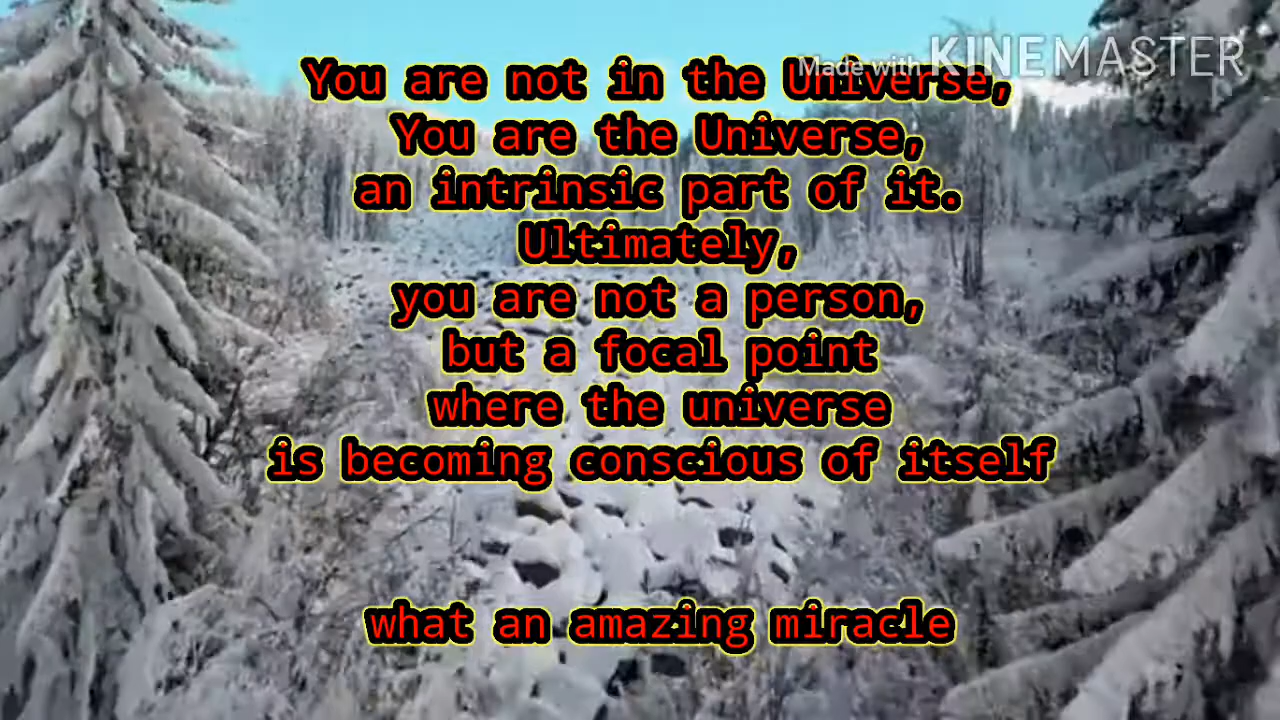 Made with KINEMASTER
You are not in the Universe,
You are the Universe,
an intrinsic part of it.
Ultimately,
you are not a person,
but a focal point
where the universe
is becoming conscious of itself
what an amazing miracle